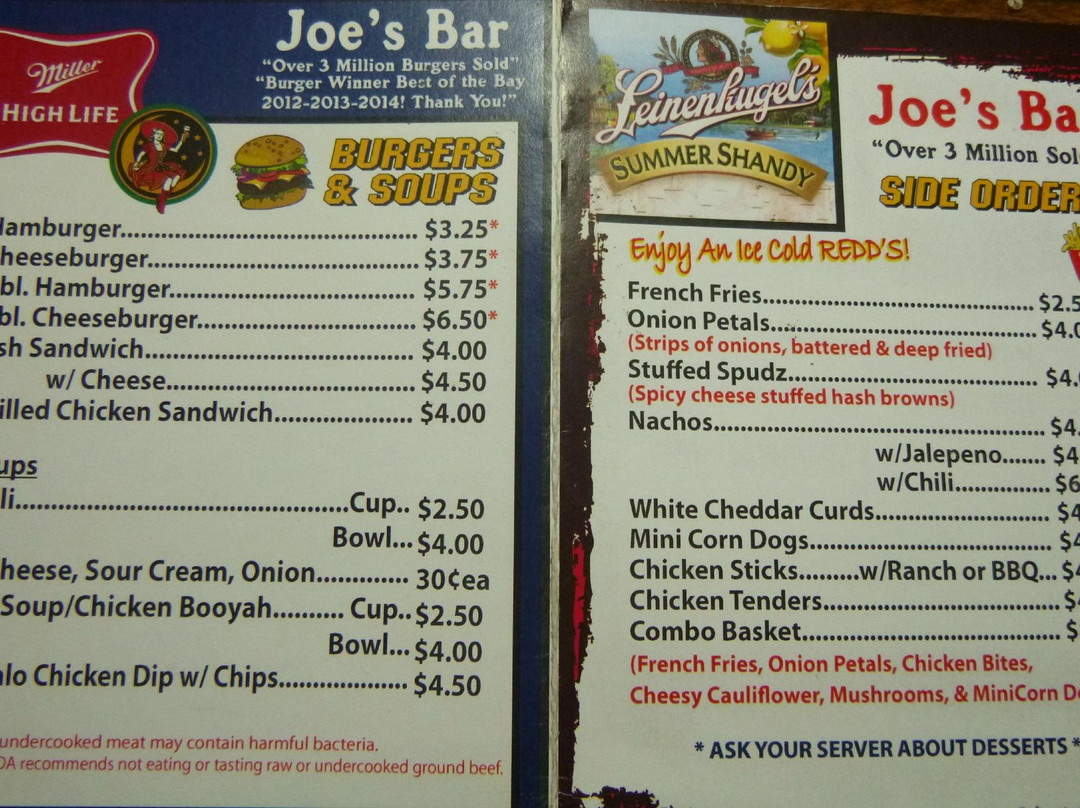 Miller
HIGH LIFE
Joe's Bar
"Over 3 Million Burgers Sold"
"Burger Winner Best of the Bay
2012-2013-2014! Thank You!"
BURGERS
& SOUPS
amburger........ $3.25*
heeseburger........ $3.75*
bl. Hamburger........ $5.75*
bl. Cheeseburger........ $6.50*
sh Sandwich........ $4.00
w/ Cheese........ $4.50
illed Chicken Sandwich........ $4.00
ups
li........Cup.. $2.50
Bowl... $4.00
heese, Sour Cream, Onion........ 30¢ea
Soup/Chicken Booyah.......... Cup.. $2.50
Bowl... $4.00
alo Chicken Dip w/ Chips........ $4.50
undercooked meat may contain harmful bacteria.
DA recommends not eating or tasting raw or undercooked ground beef.
Leinenkugel's
SUMMER SHANDY
Joe's Ba
"Over 3 Million Sol
SIDE ORDER
Enjoy An Ice Cold REDD'S!
French Fries........ $2.5
Onion Petals........ $4.0
(Strips of onions, battered & deep fried)
Stuffed Spudz........ $4.
(Spicy cheese stuffed hash browns)
Nachos........ $4.
w/Jalepeno....... $4
w/Chili............... $6
White Cheddar Curds........ $4
Mini Corn Dogs........ $4
Chicken Sticks.........w/Ranch or BBQ... $4
Chicken Tenders........ $
Combo Basket........ $
(French Fries, Onion Petals, Chicken Bites,
Cheesy Cauliflower, Mushrooms, & MiniCorn D
* ASK YOUR SERVER ABOUT DESSERTS *